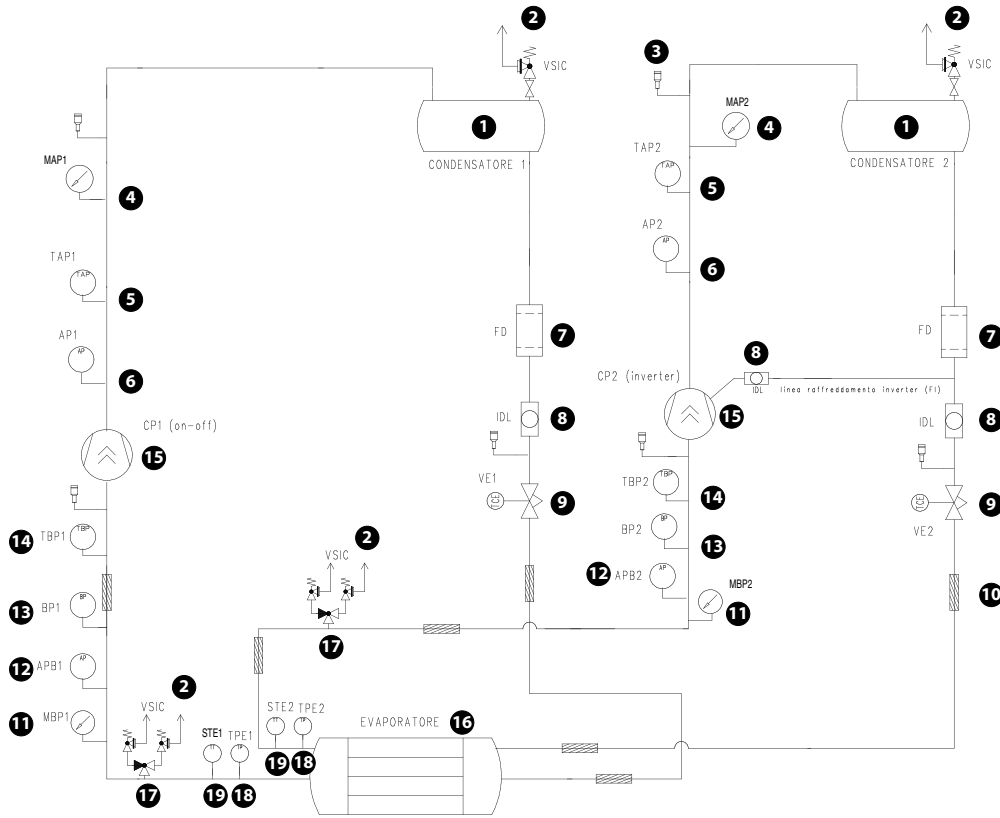 2
VSIC
1
CONDENSATORE 1
2
VSIC
1
CONDENSATORE 2
3
MAP1
4
MAP2
4
TAP2
TAP
5
AP2
AP
6
TAP1
TAP
5
AP1
AP
6
FD
7
FD
7
CP1 (on-off)
15
CP2 (inverter)
15
8
IDL
linea raffreddamento inverter (FI)
IDL
8
IDL
8
VE1
TCE
9
TCE
9
VE2
TBP2
TBP
14
BP2
BP
13
12
APB2
AP
MBP2
11
10
14
TBP1
TBP
13
BP1
BP
12
APB1
AP
11
MBP1
2
VSIC
17
2
VSIC
17
STE1
TT
19
TPE1
TP
18
STE2
TT
19
TPE2
TP
18
EVAPORATORE
16